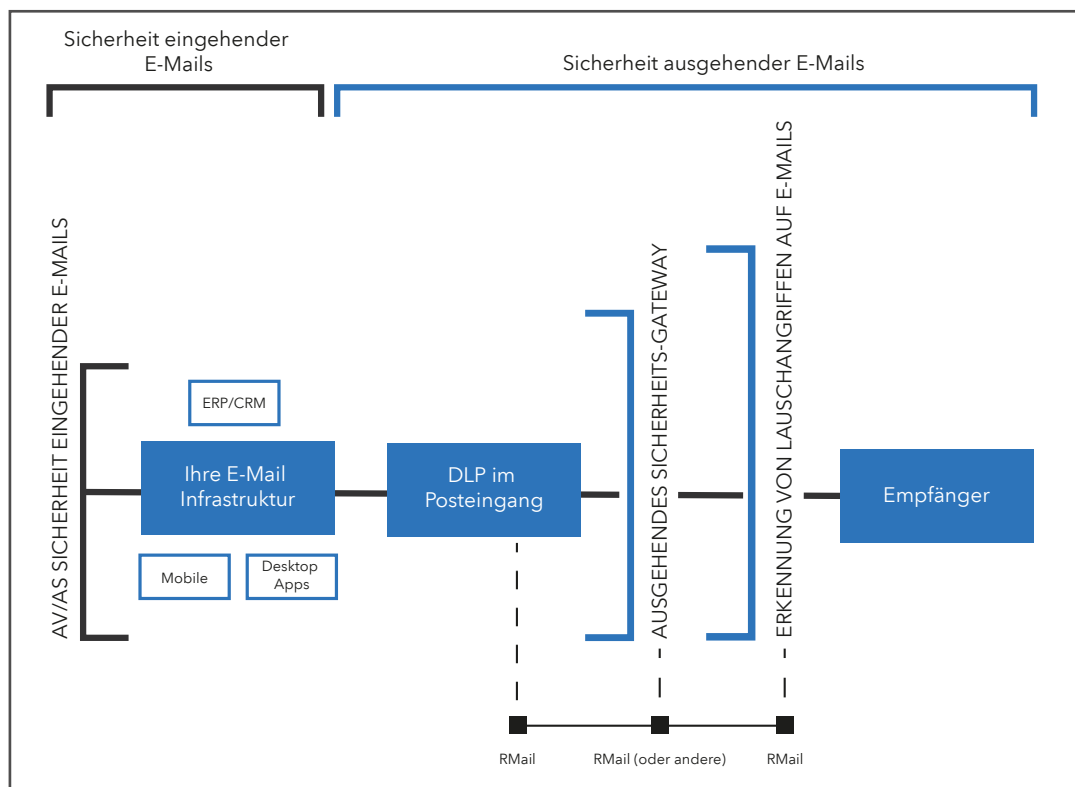 Sicherheit eingehender
E-Mails
Sicherheit ausgehender E-Mails
AV/AS SICHERHEIT EINGEHENDER E-MAILS
ERP/CRM
Ihre E-Mail
Infrastruktur
Mobile
Desktop
Apps
DLP im
Posteingang
AUSGEHENDES SICHERHEITS-GATEWAY
ERKENNUNG VON LAUSCHANGRIFFEN AUF E-MAILS
Empfänger
RMail
RMail (oder andere)
RMail